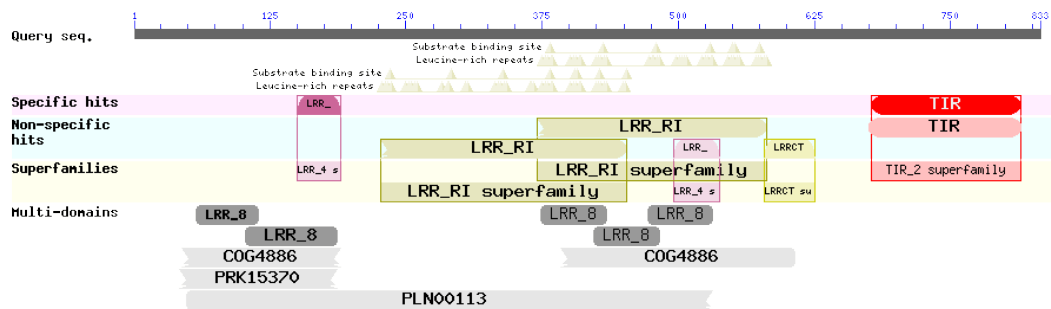 1 125 250 375 500 625 750 833
Query seq.
Substrate binding site
Leucine-rich repeats
Substrate binding site
Leucine-rich repeats
Specific hits LRR_ TIR
Non-specific hits LRR_RI TIR
LRR_RI LRR_ LRRCT
Superfamilies LRR_4 s LRR_RI superfamily TIR_2 superfamily
LRR_RI superfamily LRR_4 s LRRCT su
Multi-domains LRR_8 LRR_8 LRR_8
LRR_8 LRR_8
COG4886 COG4886
PRK15370
PLN00113